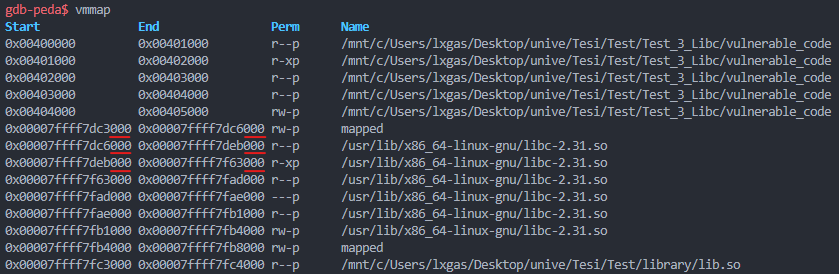 gdb-peda$ vmmap
Start End Perm Name
0x00400000 0x00401000 r--p /mnt/c/Users/lxgas/Desktop/unive/Tesi/Test/Test_3_Libc/vulnerable_code
0x00401000 0x00402000 r-xp /mnt/c/Users/lxgas/Desktop/unive/Tesi/Test/Test_3_Libc/vulnerable_code
0x00402000 0x00403000 r--p /mnt/c/Users/lxgas/Desktop/unive/Tesi/Test/Test_3_Libc/vulnerable_code
0x00403000 0x00404000 r--p /mnt/c/Users/lxgas/Desktop/unive/Tesi/Test/Test_3_Libc/vulnerable_code
0x00404000 0x00405000 rw-p /mnt/c/Users/lxgas/Desktop/unive/Tesi/Test/Test_3_Libc/vulnerable_code
0x00007ffff7dc3000 0x00007ffff7dc6000 rw-p mapped
0x00007ffff7dc6000 0x00007ffff7deb000 r--p /usr/lib/x86_64-linux-gnu/libc-2.31.so
0x00007ffff7deb000 0x00007ffff7f63000 r-xp /usr/lib/x86_64-linux-gnu/libc-2.31.so
0x00007ffff7f63000 0x00007ffff7fad000 r--p /usr/lib/x86_64-linux-gnu/libc-2.31.so
0x00007ffff7fad000 0x00007ffff7fae000 ---p /usr/lib/x86_64-linux-gnu/libc-2.31.so
0x00007ffff7fae000 0x00007ffff7fb1000 r--p /usr/lib/x86_64-linux-gnu/libc-2.31.so
0x00007ffff7fb1000 0x00007ffff7fb4000 rw-p /usr/lib/x86_64-linux-gnu/libc-2.31.so
0x00007ffff7fb4000 0x00007ffff7fb8000 rw-p mapped
0x00007ffff7fc3000 0x00007ffff7fc4000 r--p /mnt/c/Users/lxgas/Desktop/unive/Tesi/Test/library/lib.so